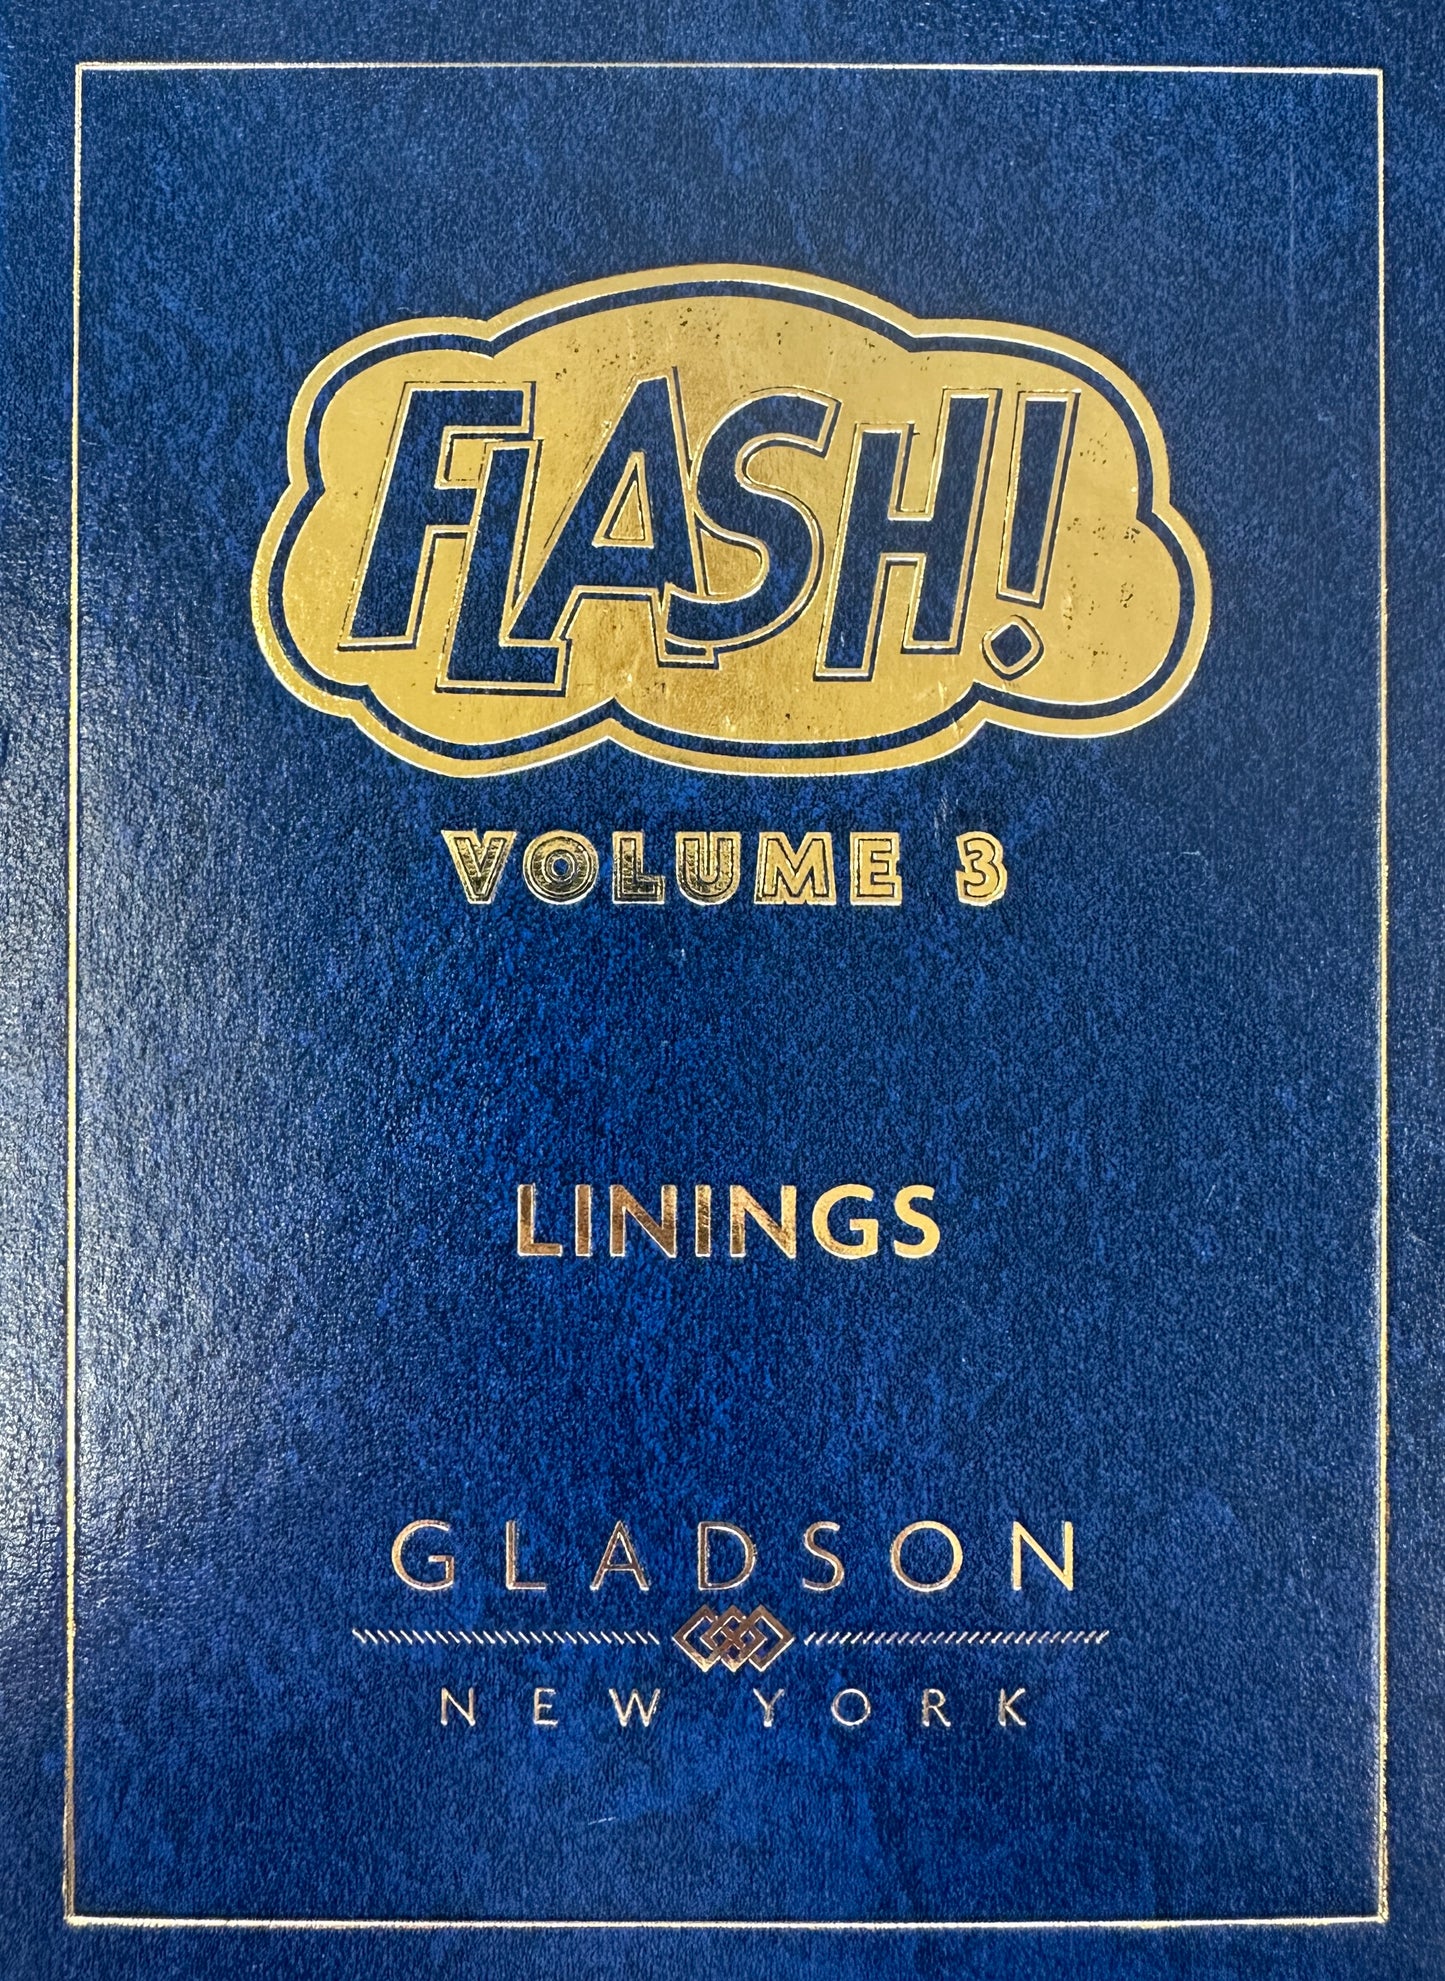 FLASH!
VOLUME 3
LININGS
GLADSON
NEW YORK